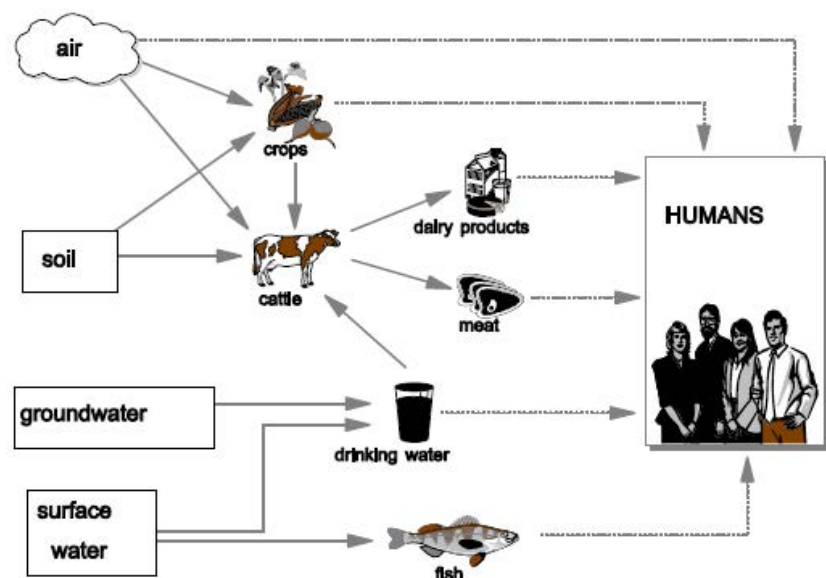 air
crops
dairy products
HUMANS
soil
cattle
meat
groundwater
drinking water
surface
water
fish